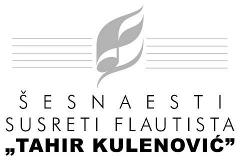 ŠESNAESTI
SUSRETI FLAUTISTA
„TAHIR KULENOVIĆ”